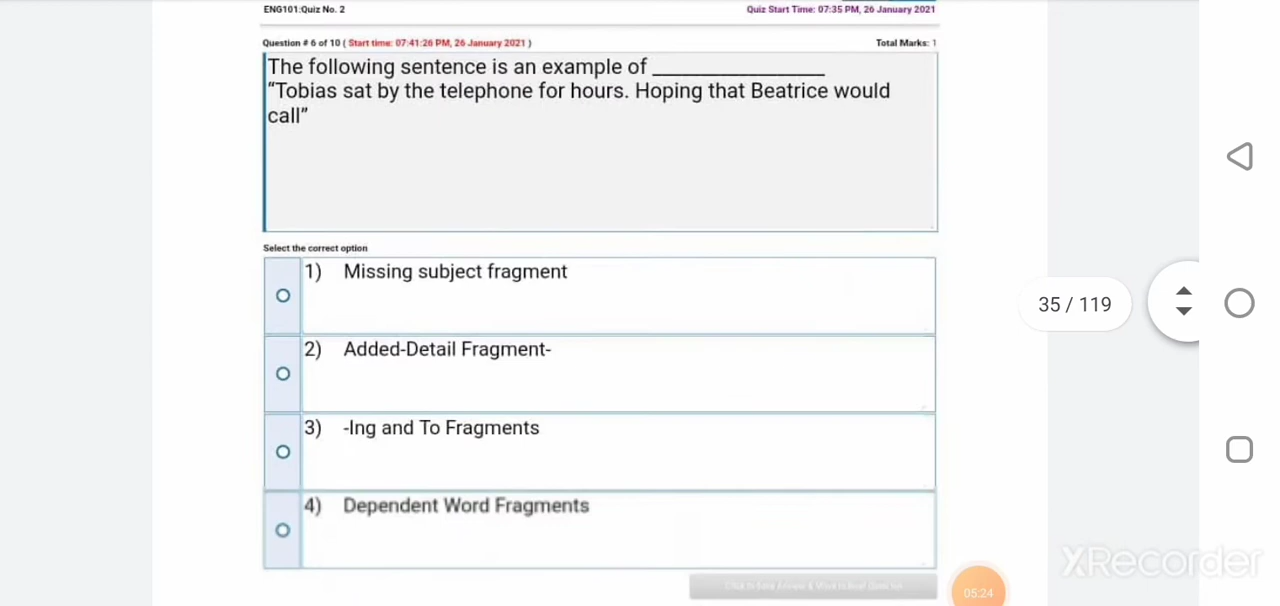 ENG101:Quiz No. 2
Quiz Start Time: 07:35 PM, 26 January 2021
Question # 6 of 10 ( Start time: 07:41:26 PM, 26 January 2021 )
Total Marks: 1
The following sentence is an example of ________________
“Tobias sat by the telephone for hours. Hoping that Beatrice would
call”
Select the correct option
1) Missing subject fragment
2) Added-Detail Fragment-
3) -Ing and To Fragments
4) Dependent Word Fragments
35 / 119
XRecorder
05:24